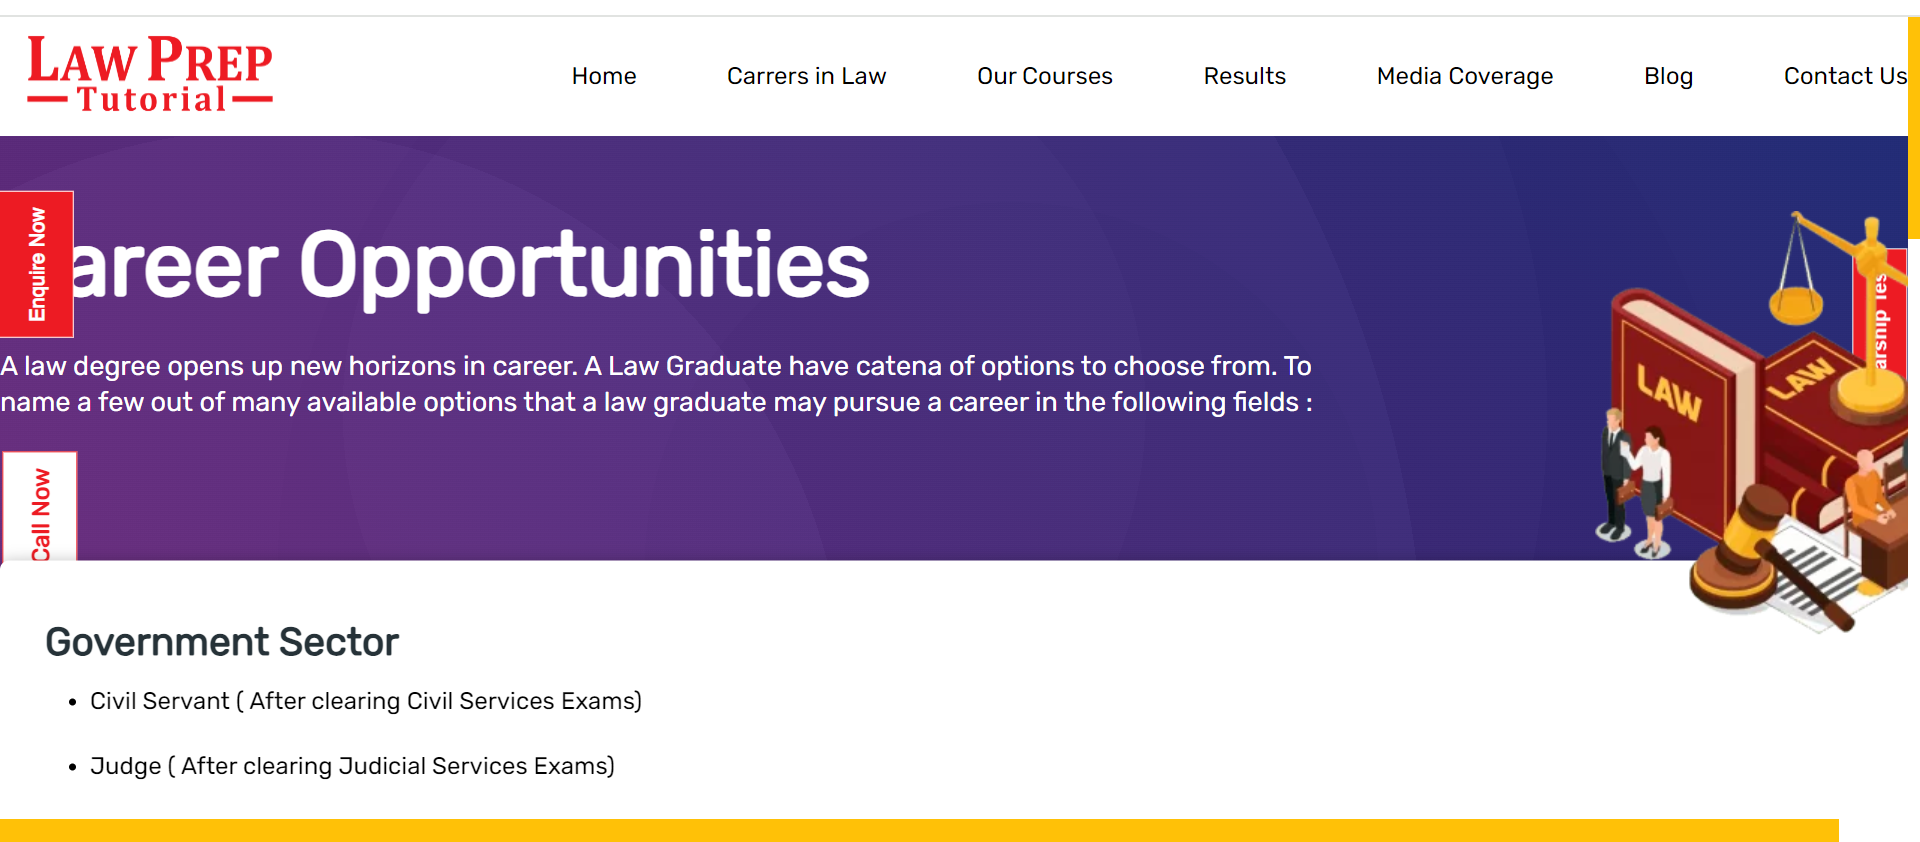 LAW PREP
Tutorial
Home
Carrers in Law
Our Courses
Results
Media Coverage
Blog
Contact Us
Enquire Now
areer Opportunities
A law degree opens up new horizons in career. A Law Graduate have catena of options to choose from. To
name a few out of many available options that a law graduate may pursue a career in the following fields :
LAW
LAW
Call Now
Government Sector
• Civil Servant ( After clearing Civil Services Exams)
• Judge ( After clearing Judicial Services Exams)